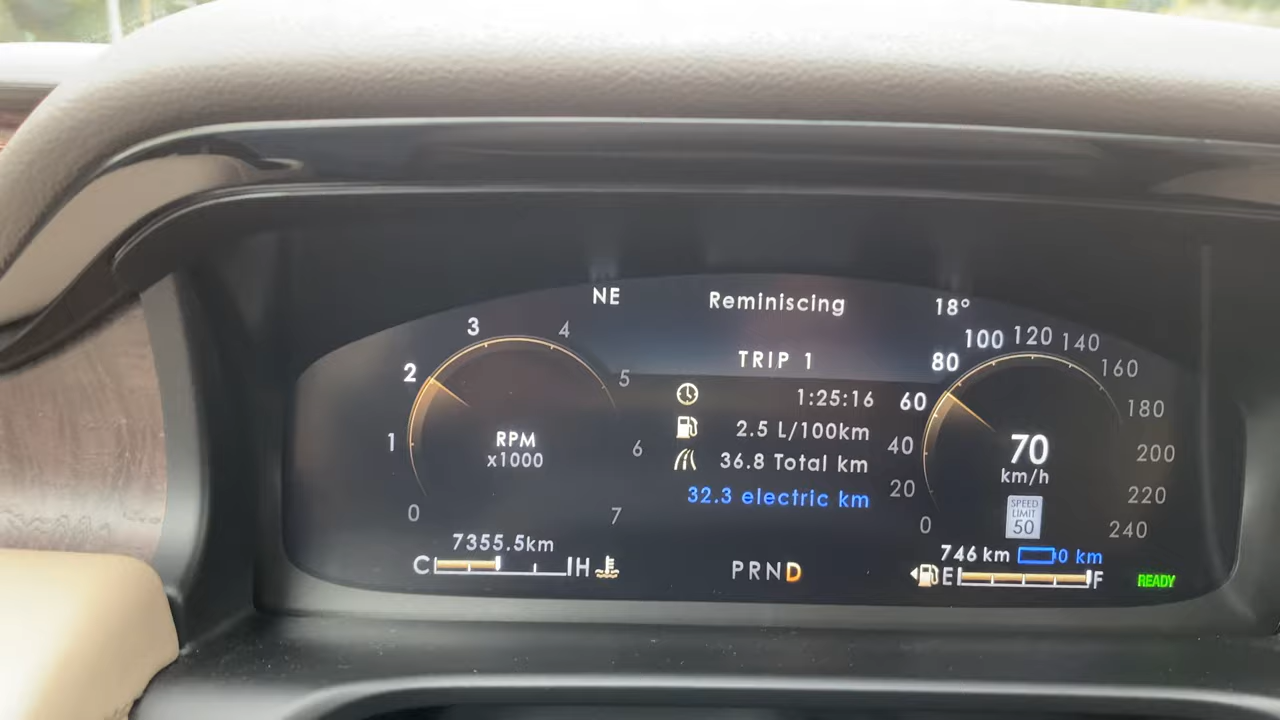 NE Reminiscing 18°
TRIP 1
1:25:16
2.5 L/100km
36.8 Total km
32.3 electric km
0 1 2 3 4 5 6 7
RPM
x1000
0 20 40 60 80 100 120 140 160 180 200 220 240
70
km/h
SPEED
LIMIT
50
7355.5km
C H
PRND
746 km 0 km
E F
READY